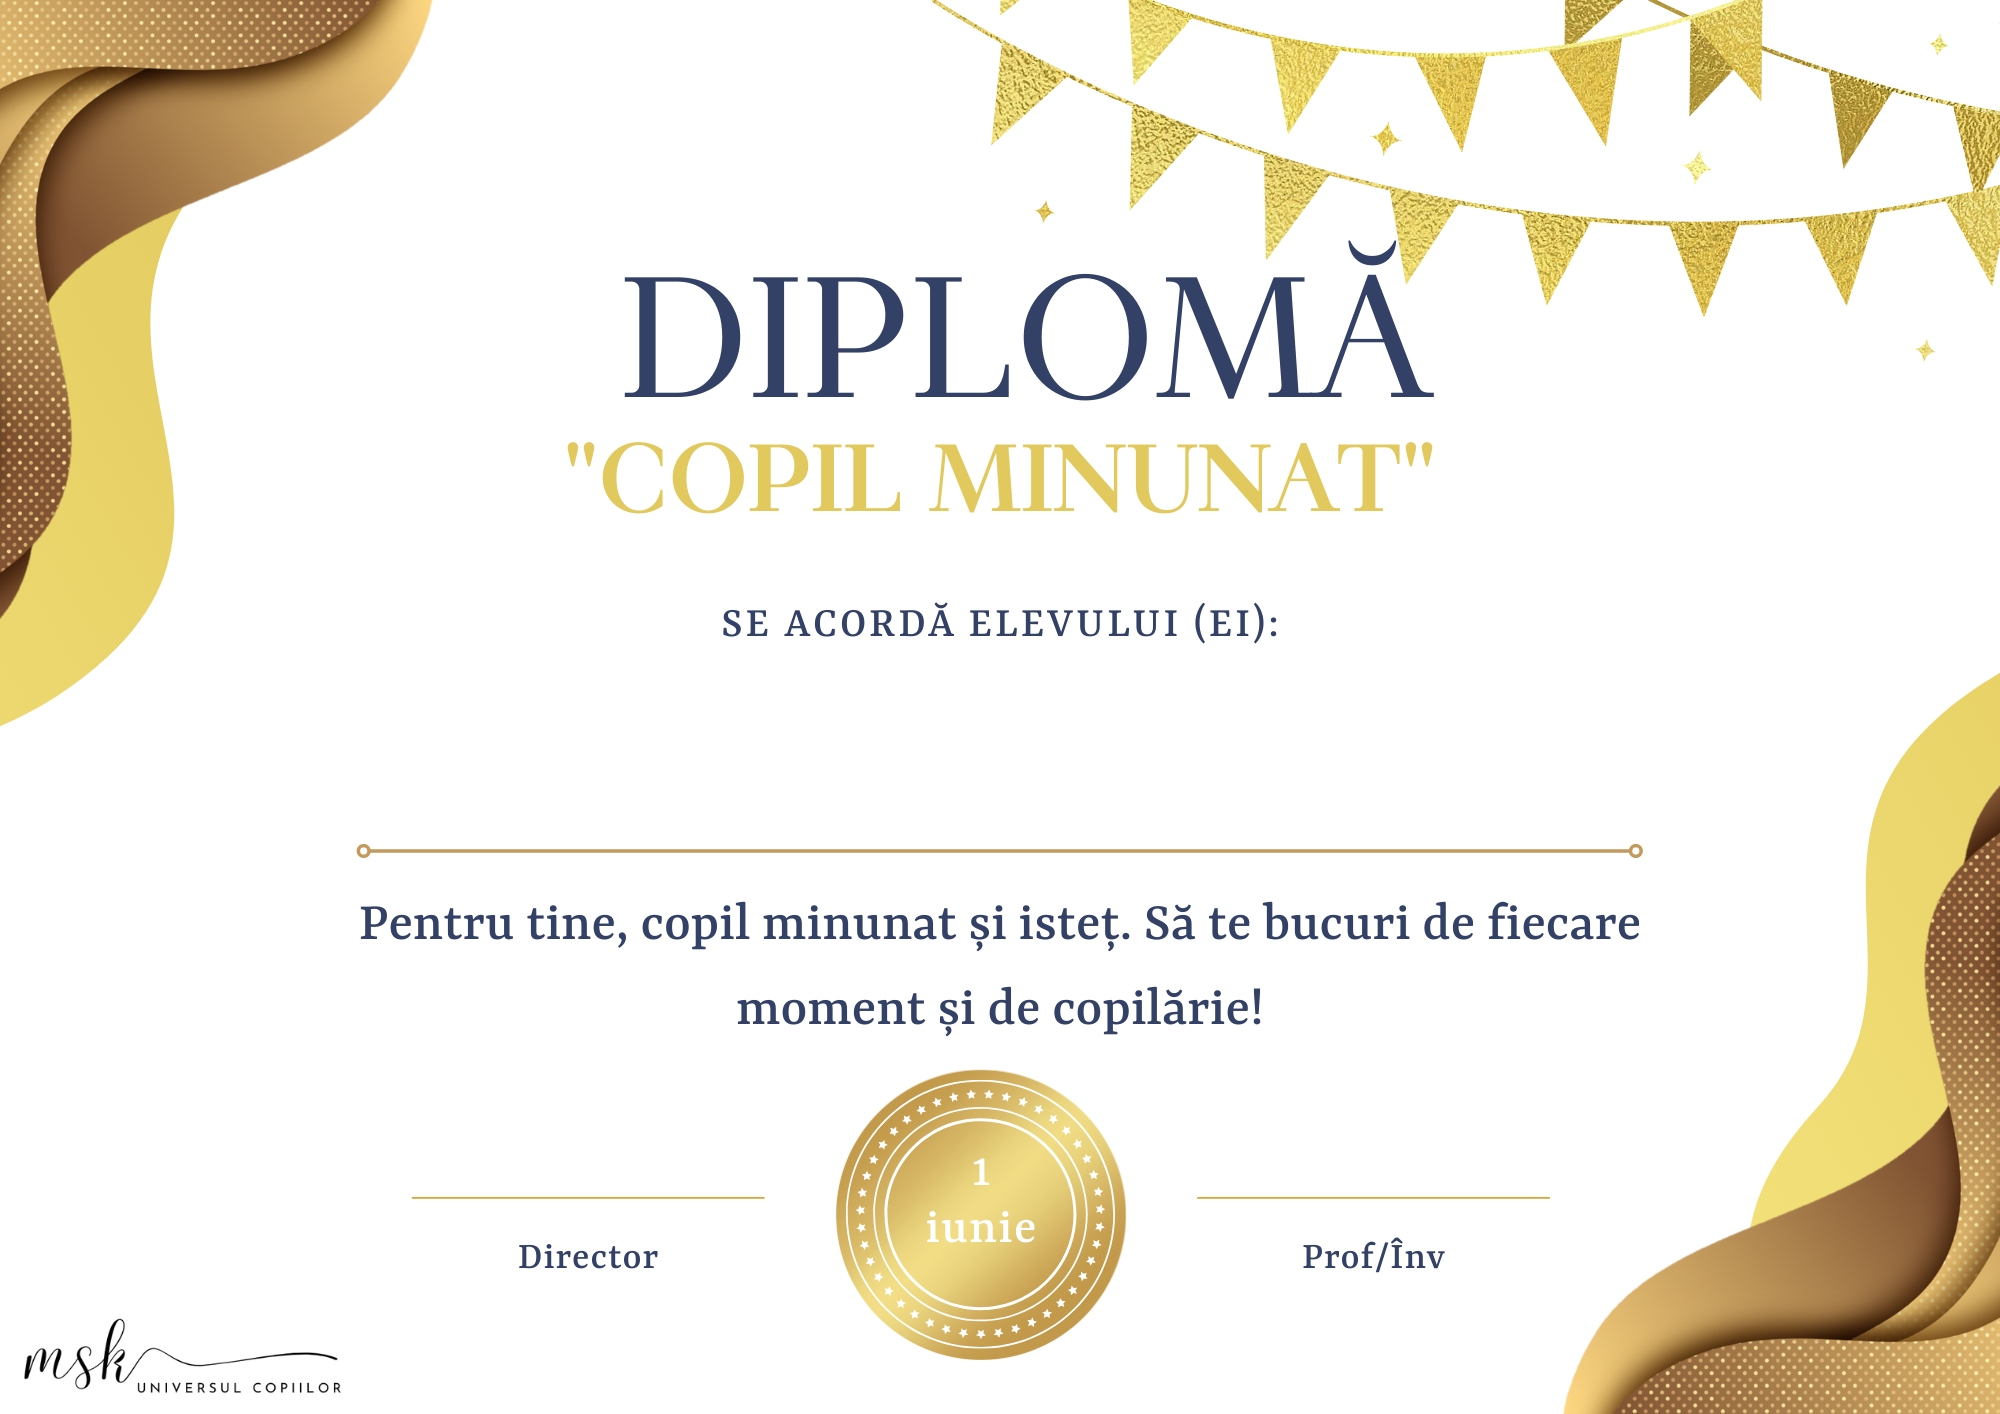 DIPLOMĂ
"COPIL MINUNAT"
SE ACORDĂ ELEVULUI (EI):
Pentru tine, copil minunat și isteț. Să te bucuri de fiecare
moment și de copilărie!
1
iunie
Director
Prof/Înv
msk
UNIVERSUL COPIILOR